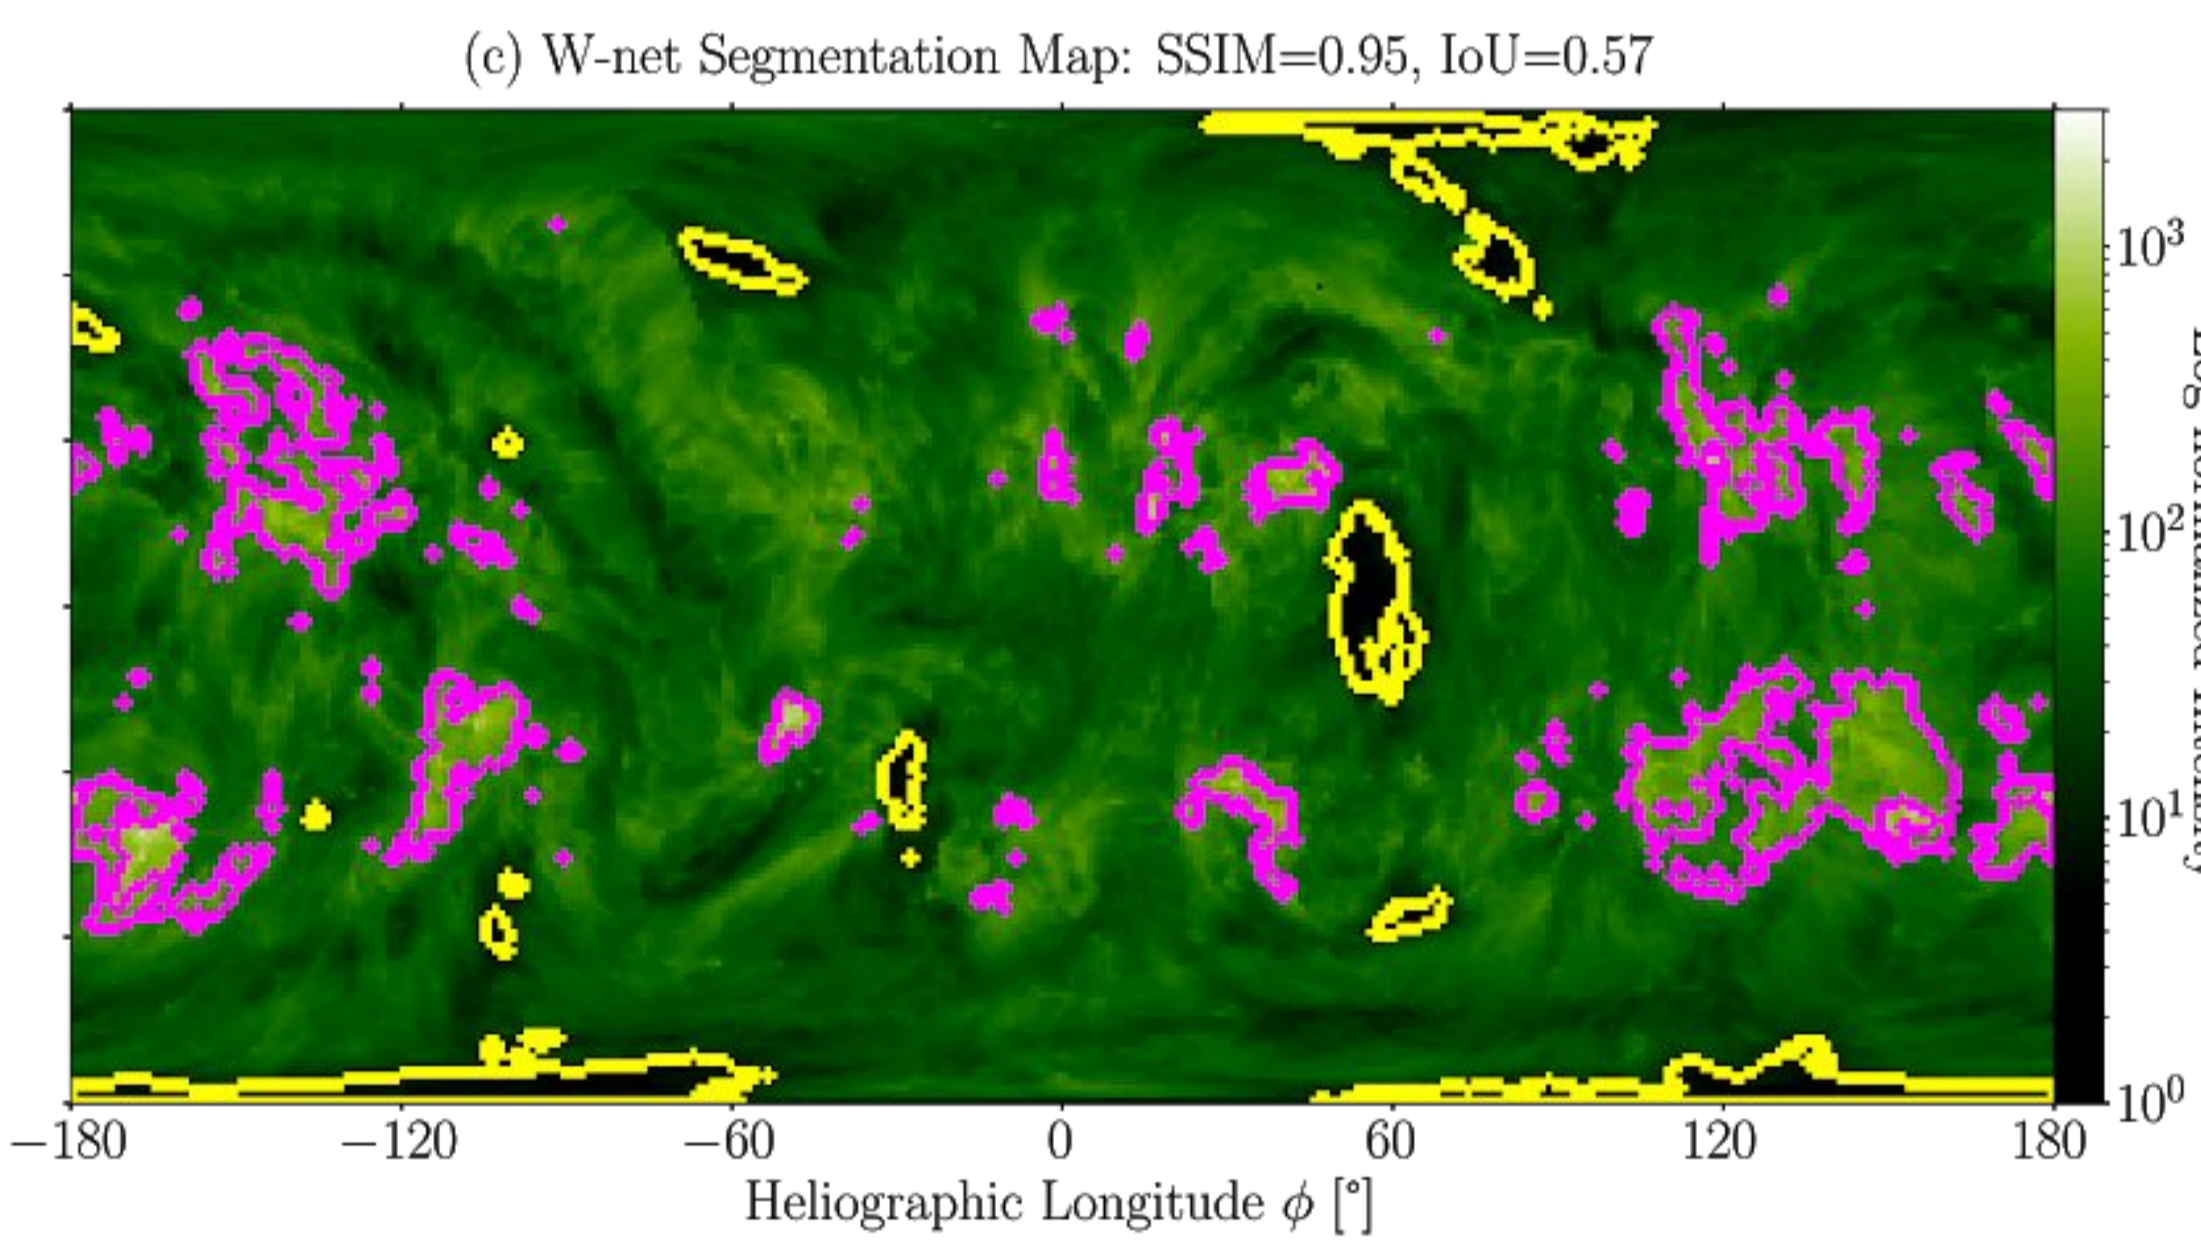 (c) W-net Segmentation Map: SSIM=0.95, IoU=0.57
10³
10²
10¹
10⁰
−180 −120 −60 0 60 120 180
Heliographic Longitude ϕ [°]